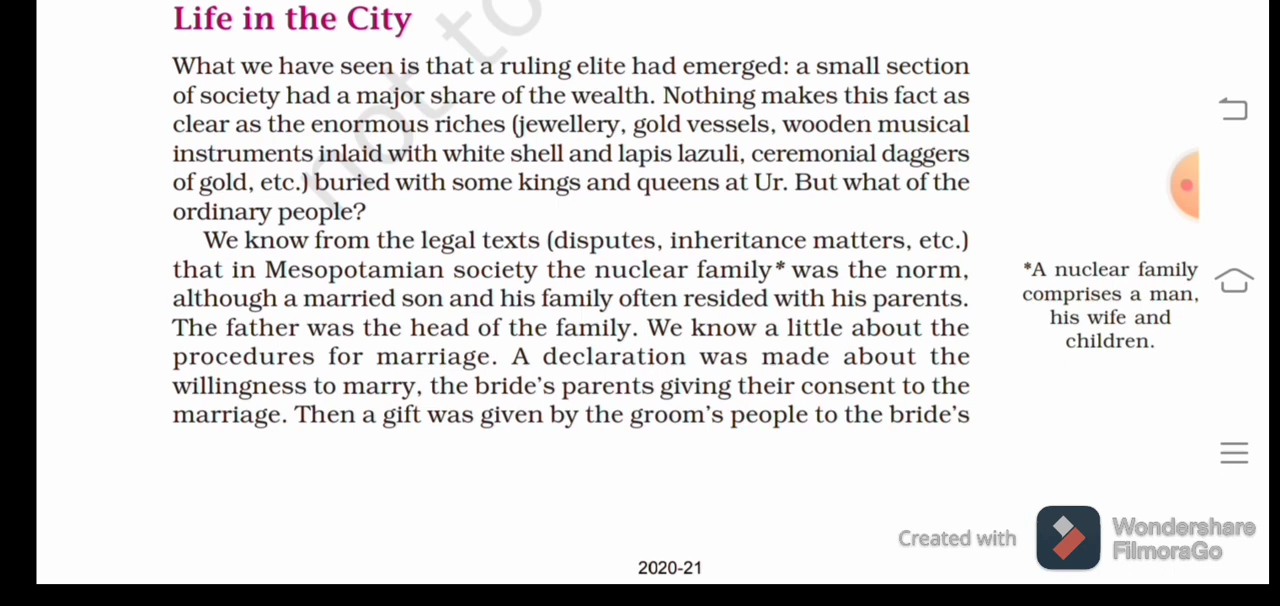 Life in the City
What we have seen is that a ruling elite had emerged: a small section
of society had a major share of the wealth. Nothing makes this fact as
clear as the enormous riches (jewellery, gold vessels, wooden musical
instruments inlaid with white shell and lapis lazuli, ceremonial daggers
of gold, etc.) buried with some kings and queens at Ur. But what of the
ordinary people?
We know from the legal texts (disputes, inheritance matters, etc.)
that in Mesopotamian society the nuclear family* was the norm,
although a married son and his family often resided with his parents.
The father was the head of the family. We know a little about the
procedures for marriage. A declaration was made about the
willingness to marry, the bride's parents giving their consent to the
marriage. Then a gift was given by the groom's people to the bride's
*A nuclear family
comprises a man,
his wife and
children.
not to
Created with
Wondershare
FilmoraGo
2020-21